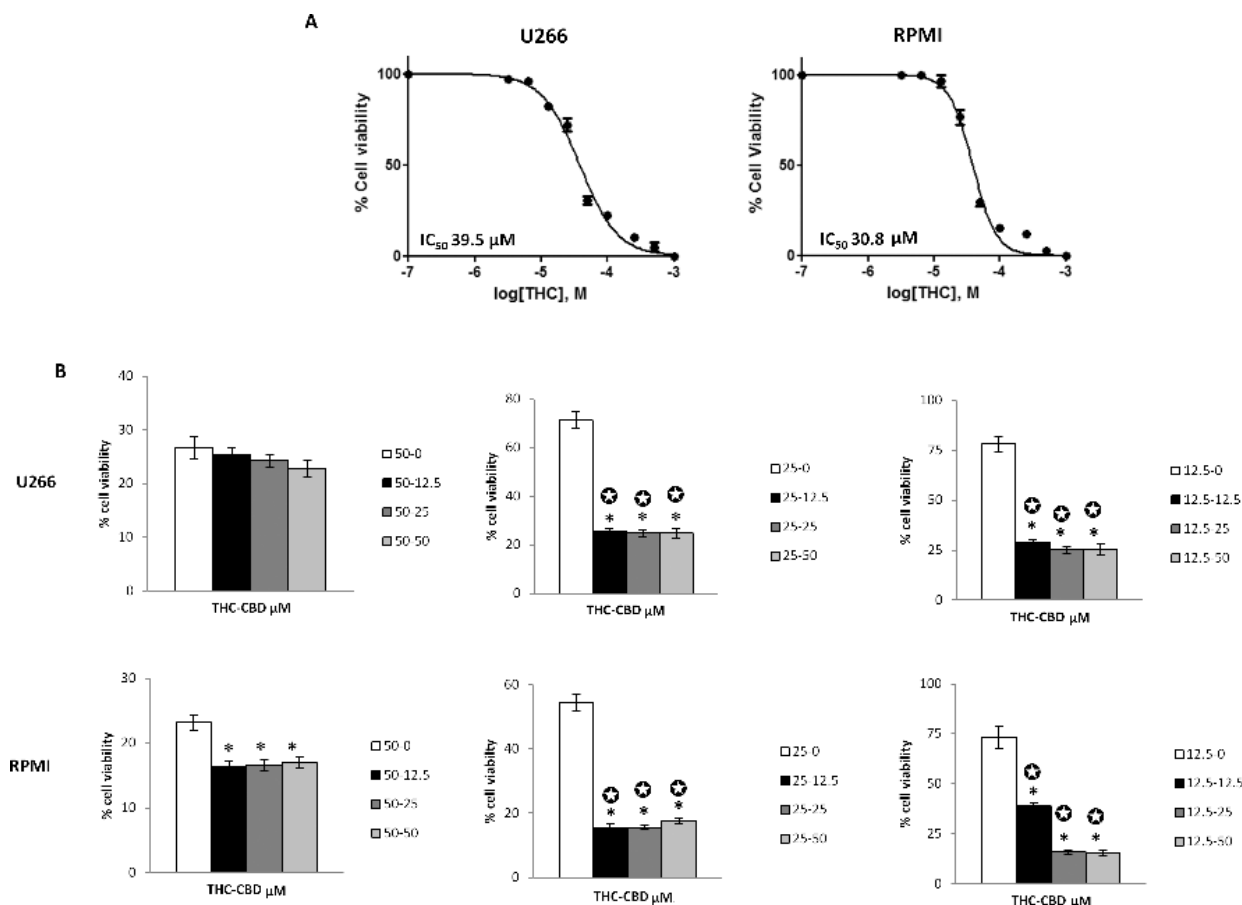 A
U266
RPMI
% Cell viability
100
50
0
IC50 39.5 µM
-7 -6 -5 -4 -3
log[THC], M
% Cell Viability
100
50
0
IC50 30.8 µM
-7 -6 -5 -4 -3
log[THC], M
B
U266
% cell viability
40
30
20
10
0
THC-CBD µM
50-0
50-12.5
50-25
50-50
% cell viability
80
60
40
20
0
* * *
THC-CBD µM
25-0
25-12.5
25-25
25-50
% cell viability
100
75
50
25
0
* * *
THC-CBD µM
12.5-0
12.5-12.5
12.5-25
12.5-50
RPMI
% cell viability
30
20
10
0
* * *
THC-CBD µM
50-0
50-12.5
50-25
50-50
% cell viability
60
40
20
0
* * *
THC-CBD µM
25-0
25-12.5
25-25
25-50
% cell viability
100
75
50
25
0
* * *
THC-CBD µM
12.5-0
12.5-12.5
12.5-25
12.5-50